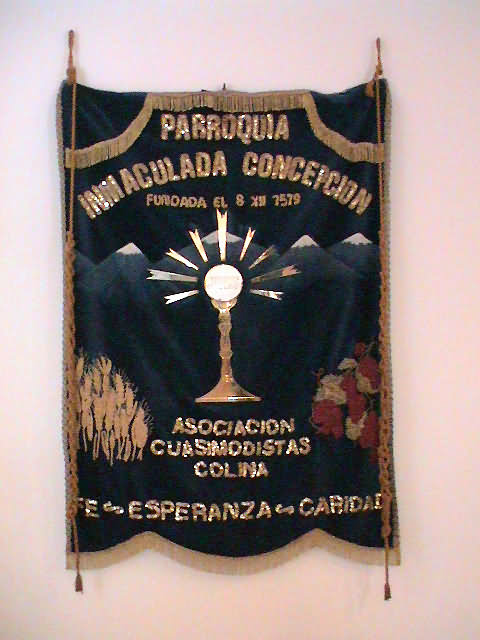 PARROQUIA
INMACULADA CONCEPCION
FUNDADA EL 8 XII 1579
ASOCIACION
CUASIMODISTAS
COLINA
FE ~ ESPERANZA ~ CARIDAD